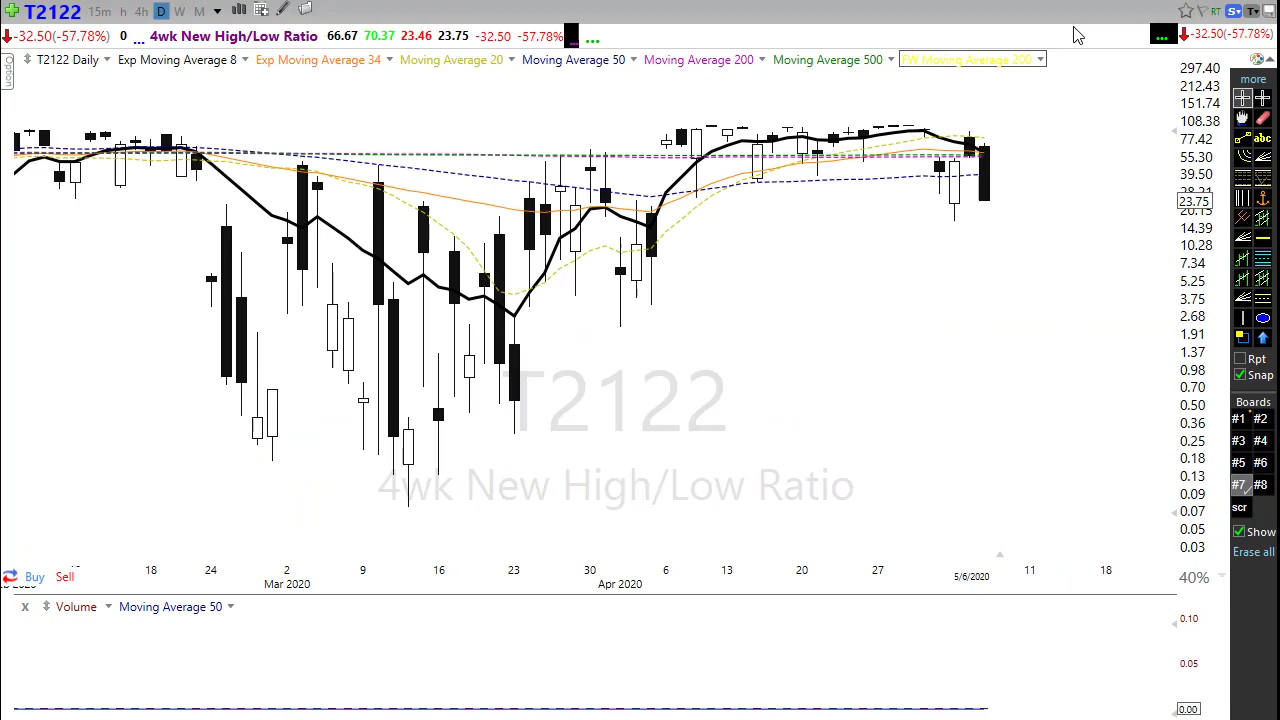 T2122 15m h 4h D W M
-32.50(-57.78%) 0 ... 4wk New High/Low Ratio 66.67 70.37 23.46 23.75 -32.50 -57.78% ... ... -32.50(-57.78%)
RT S T
Option
T2122 Daily Exp Moving Average 8 Exp Moving Average 34 Moving Average 20 Moving Average 50 Moving Average 200 Moving Average 500 FW Moving Average 200
297.40
212.43
151.74
108.38
77.42
55.30
39.50
23.75
14.39
10.28
7.34
5.25
3.75
2.68
1.91
1.37
0.98
0.70
0.50
0.36
0.25
0.18
0.13
0.09
0.07
0.05
0.03
T2122
4wk New High/Low Ratio
more
abc
Rpt
Snap
Boards
#1 #2
#3 #4
#5 #6
#7 #8
scr
Show
Erase all
Buy Sell
18 24 2 9 16 23 30 6 13 20 27 5/6/2020 11 18
Mar 2020 Apr 2020
40%
x Volume Moving Average 50
0.10
0.05
0.00